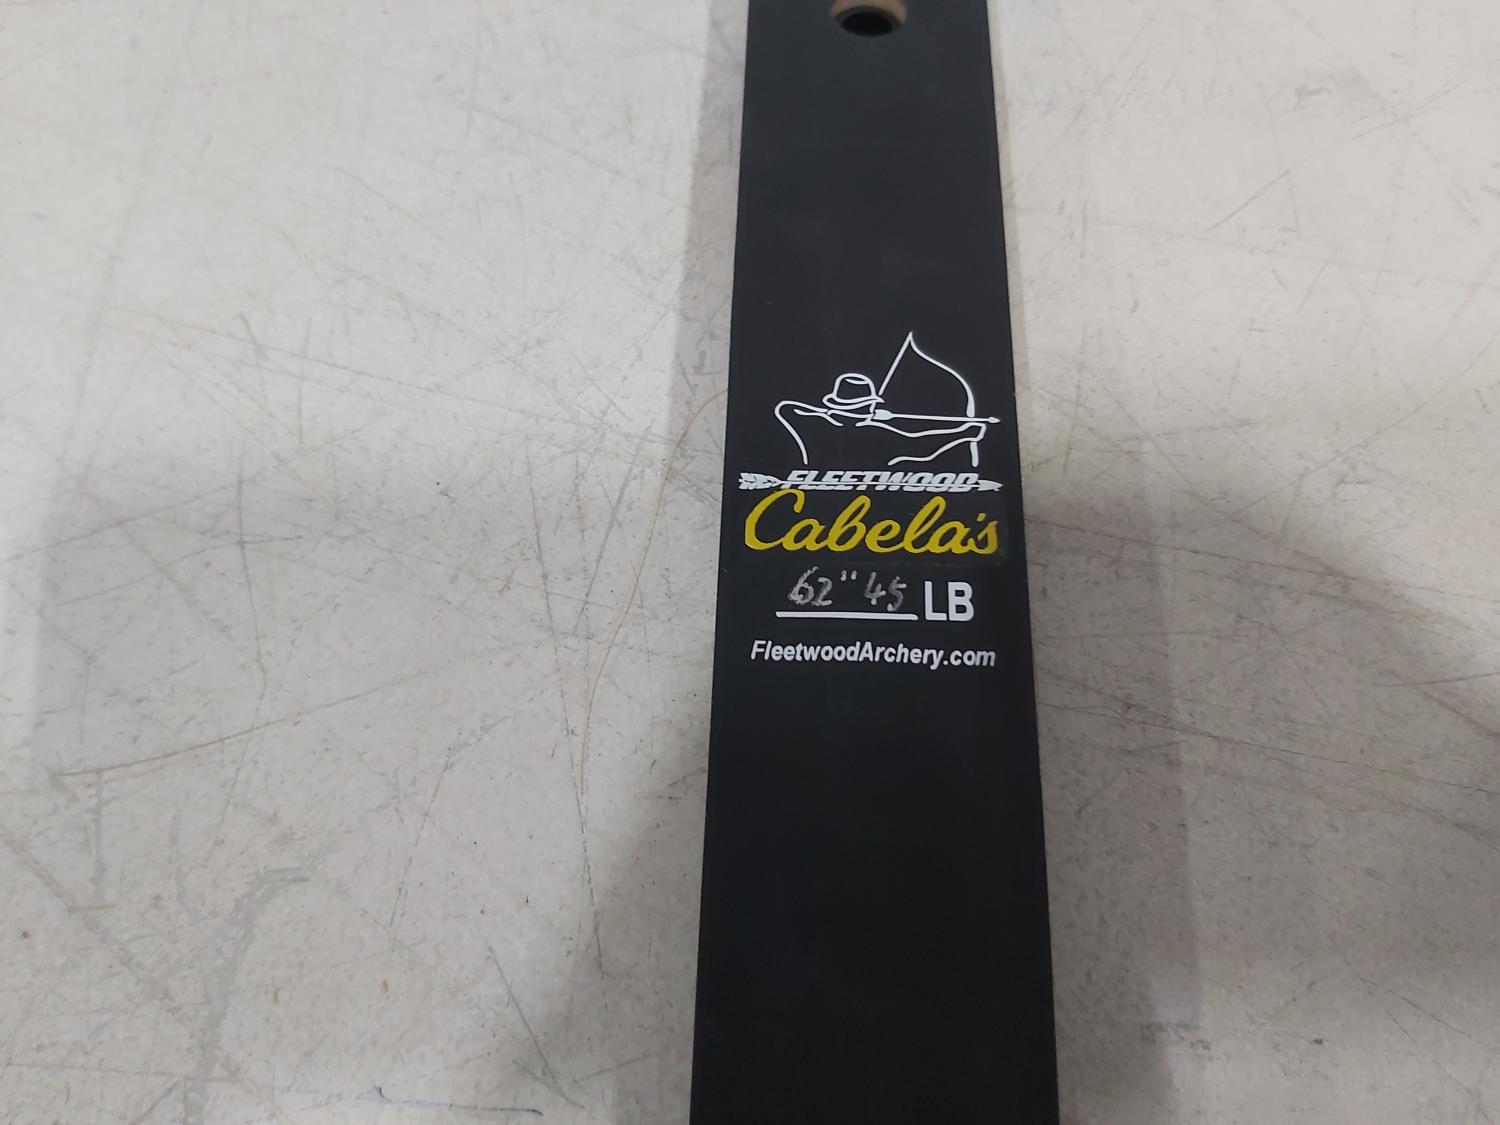 FLEETWOOD
Cabela's
62" 45 LB
FleetwoodArchery.com